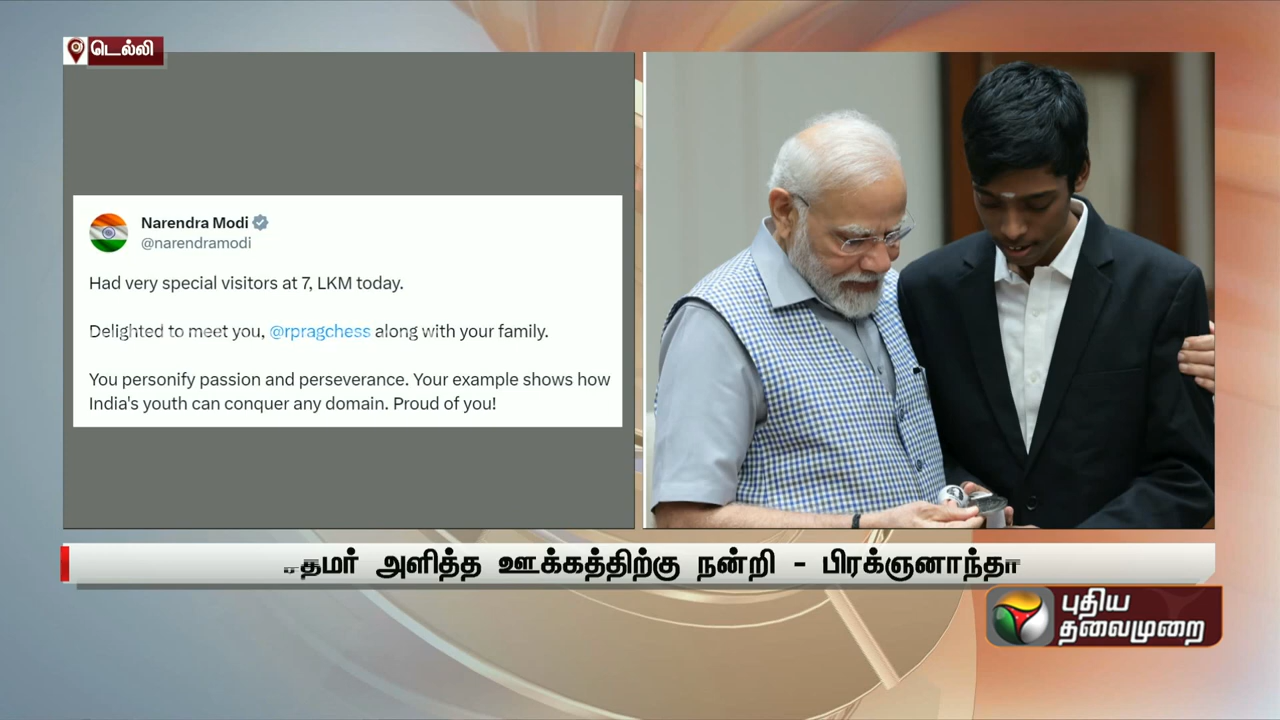 டெல்லி
Narendra Modi
@narendramodi
Had very special visitors at 7, LKM today.
Delighted to meet you, @rpragchess along with your family.
You personify passion and perseverance. Your example shows how
India's youth can conquer any domain. Proud of you!
அளித்த ஊக்கத்திற்கு நன்றி - பிரக்ஞனாந்தா
புதிய
தலைமுறை